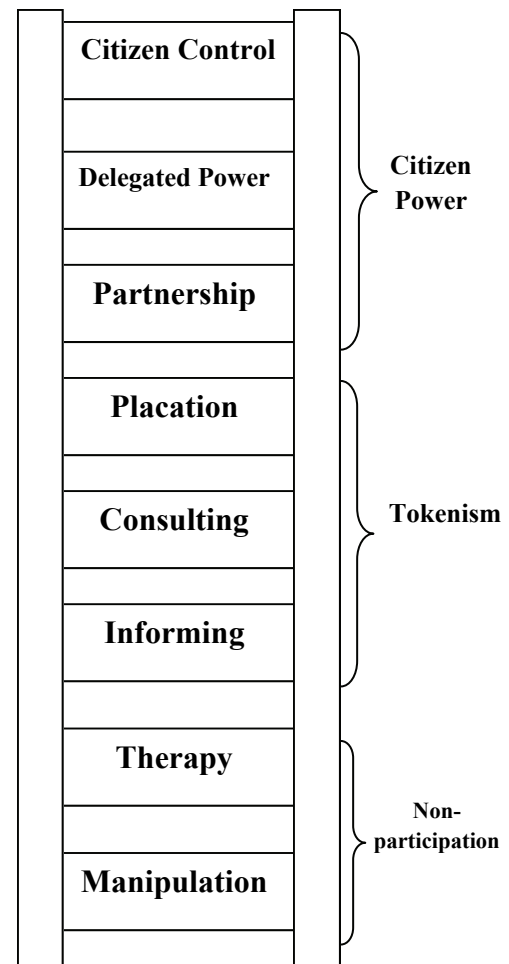 Citizen Control
Delegated Power
Partnership
Citizen
Power
Placation
Consulting
Informing
Tokenism
Therapy
Manipulation
Non-
participation